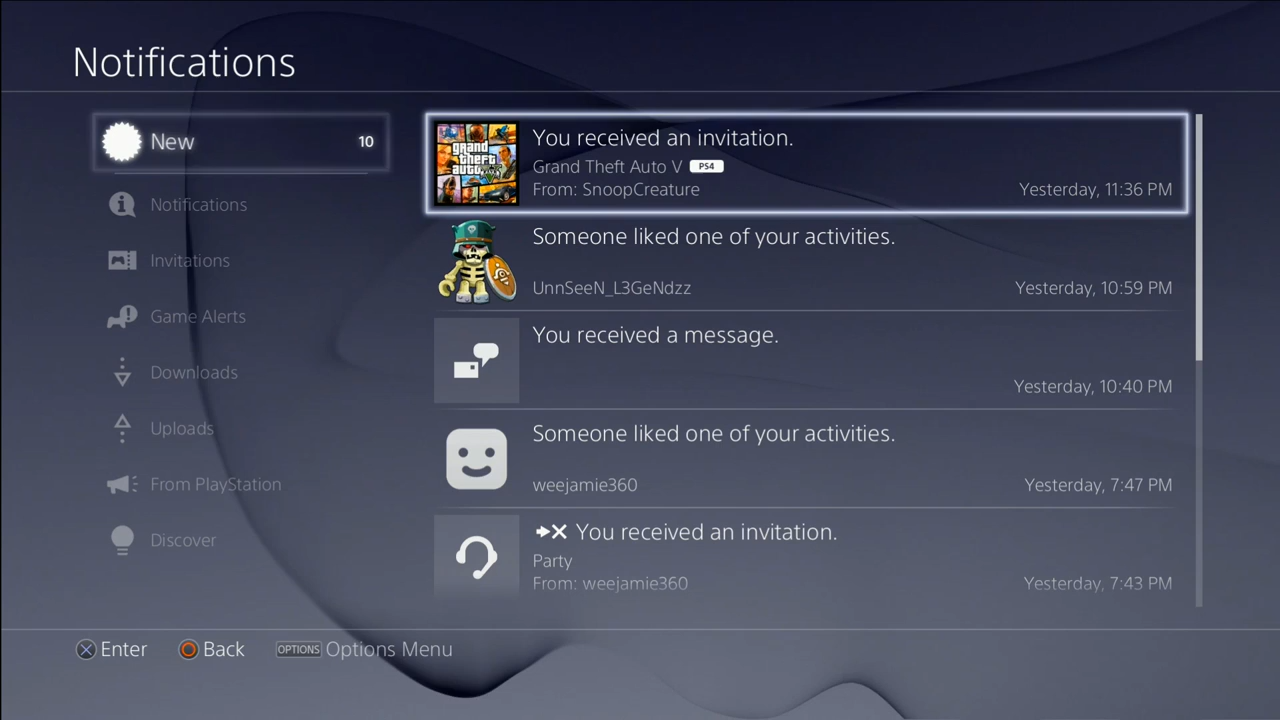 Notifications
New 10
Notifications
Invitations
Game Alerts
Downloads
Uploads
From PlayStation
Discover
grand
theft
auto
V
You received an invitation.
Grand Theft Auto V PS4
From: SnoopCreature
Yesterday, 11:36 PM
Someone liked one of your activities.
UnnSeeN_L3GeNdzz
Yesterday, 10:59 PM
You received a message.
Yesterday, 10:40 PM
Someone liked one of your activities.
weejamie360
Yesterday, 7:47 PM
You received an invitation.
Party
From: weejamie360
Yesterday, 7:43 PM
Enter Back OPTIONS Options Menu